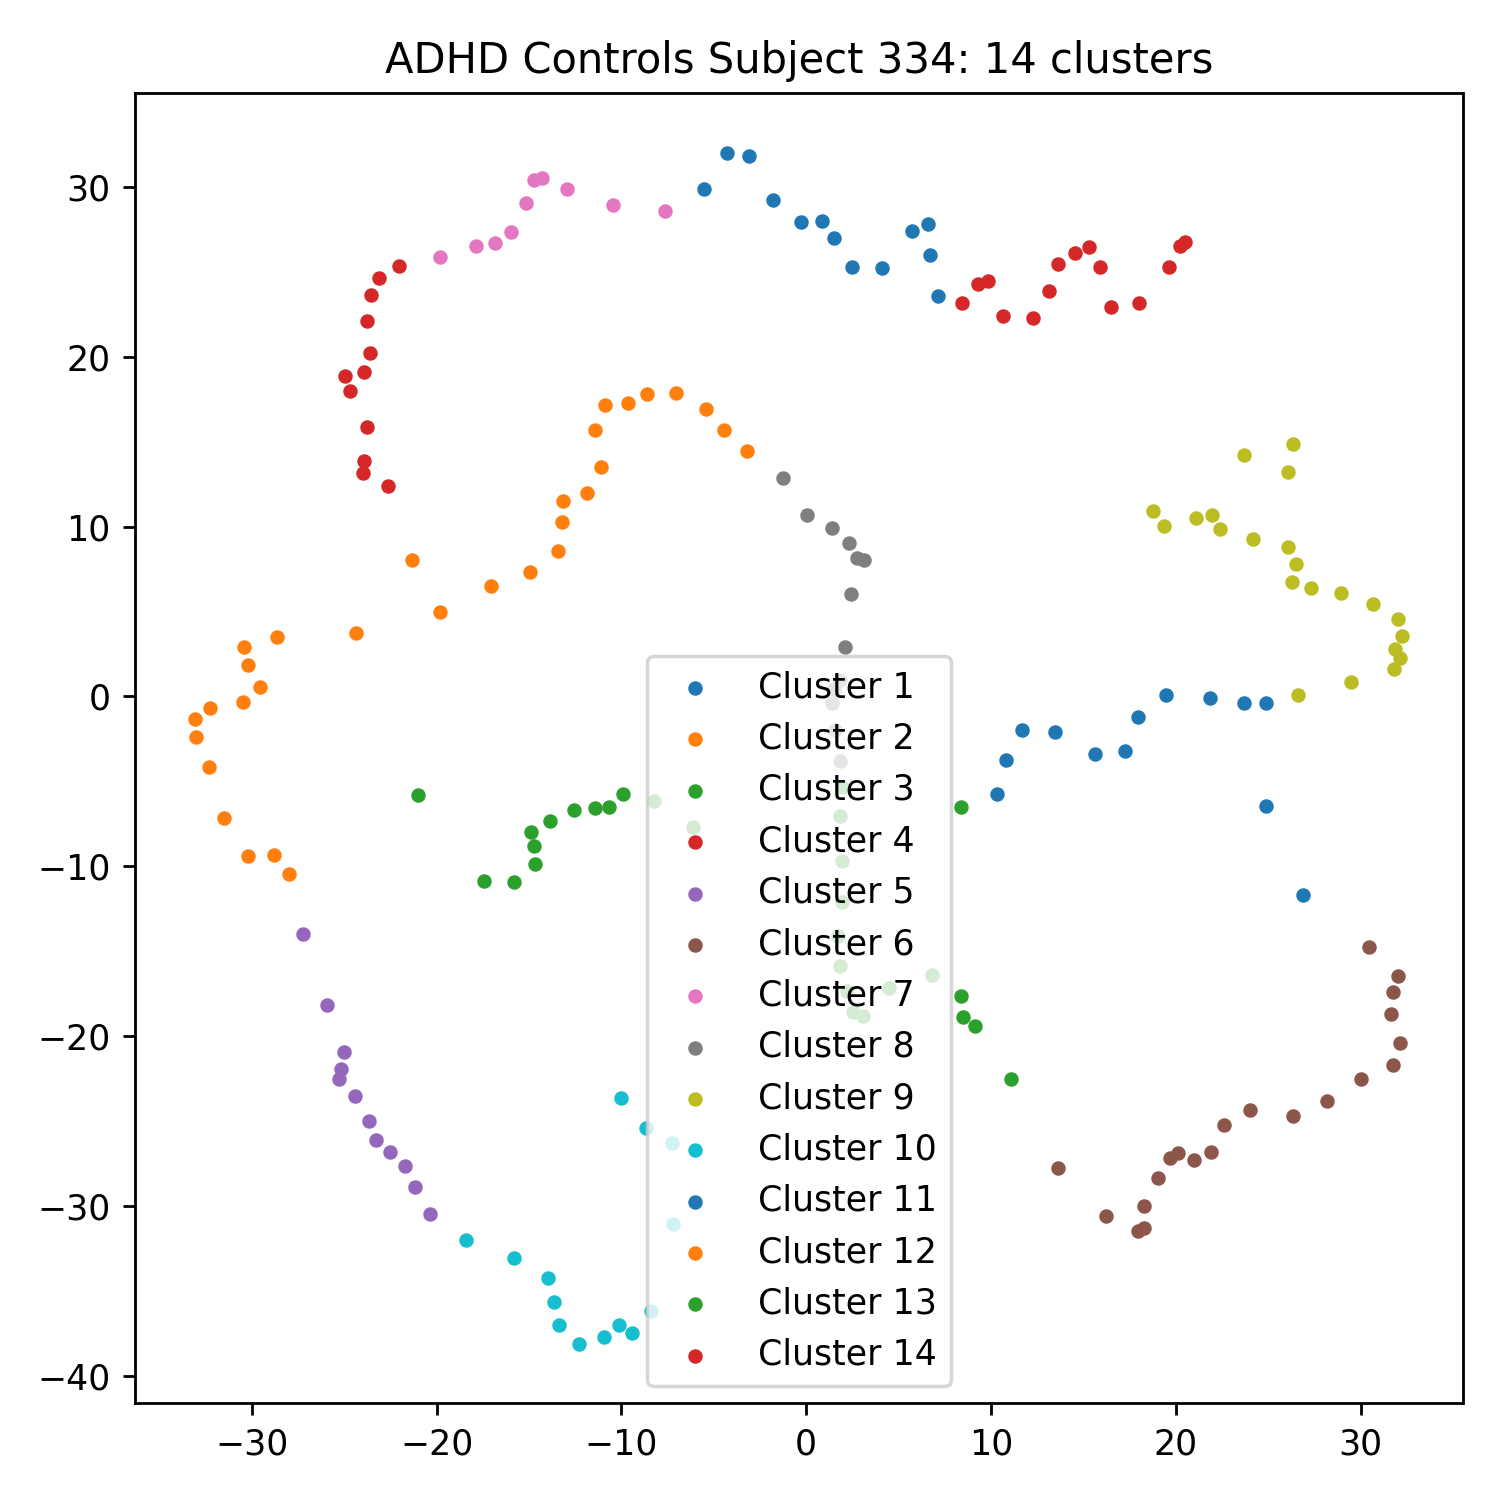 ADHD Controls Subject 334: 14 clusters
30
20
10
0
−10
−20
−30
−40
Cluster 1
Cluster 2
Cluster 3
Cluster 4
Cluster 5
Cluster 6
Cluster 7
Cluster 8
Cluster 9
Cluster 10
Cluster 11
Cluster 12
Cluster 13
Cluster 14
−30 −20 −10 0 10 20 30